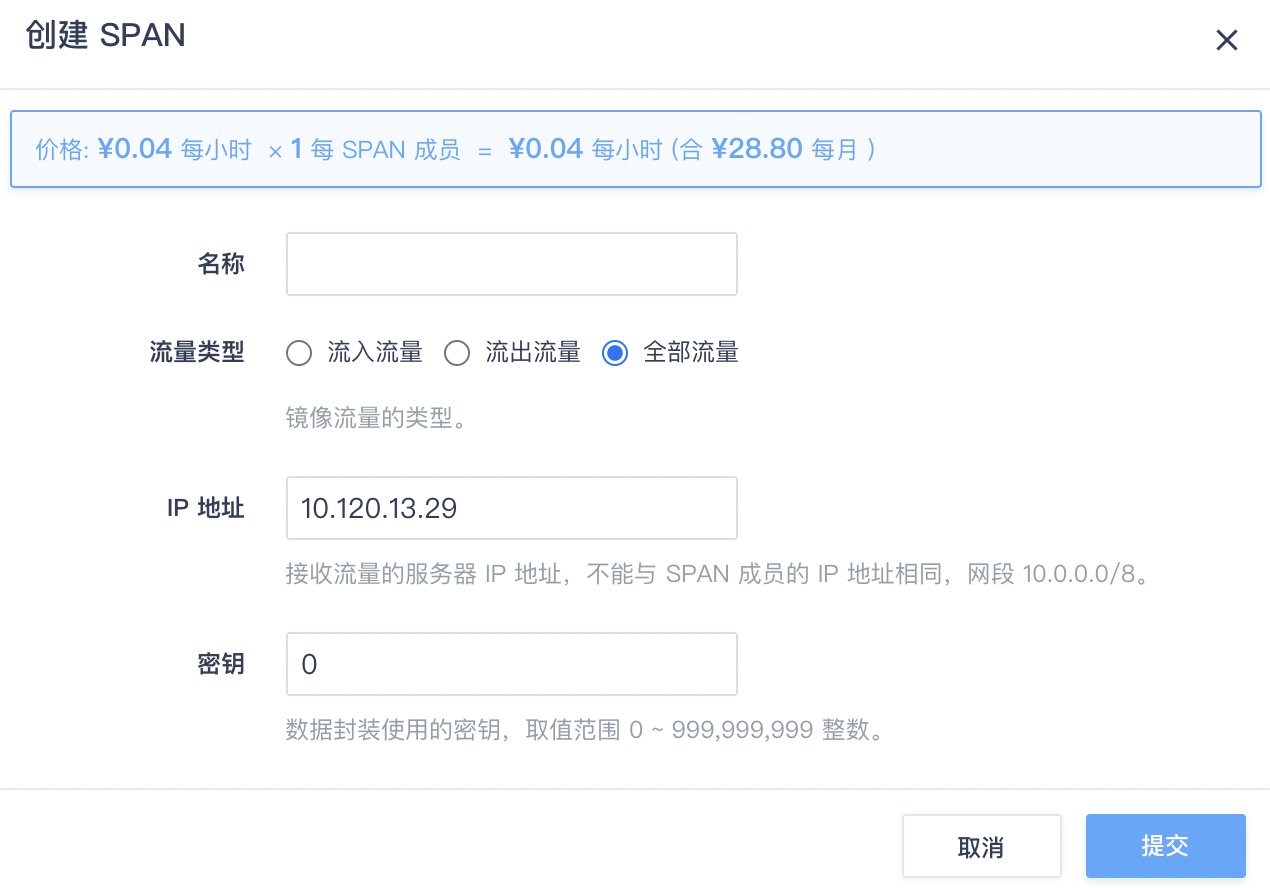 创建 SPAN
价格: ¥0.04 每小时 × 1 每 SPAN 成员 = ¥0.04 每小时 (合 ¥28.80 每月 )
名称
流量类型 流入流量 流出流量 全部流量
镜像流量的类型。
IP 地址 10.120.13.29
接收流量的服务器 IP 地址，不能与 SPAN 成员的 IP 地址相同，网段 10.0.0.0/8。
密钥 0
数据封装使用的密钥，取值范围 0 ~ 999,999,999 整数。
取消 提交